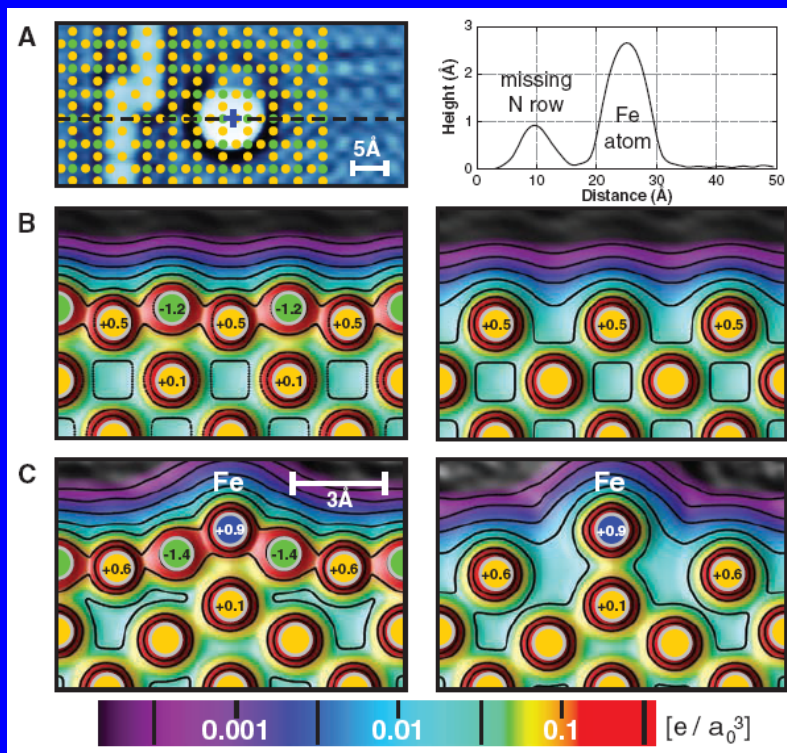 A
5Å
Height (Å)
3
2
1
0
missing
N row
Fe
atom
0 10 20 30 40 50
Distance (Å)
B
-1.2 -1.2
+0.5 +0.5 +0.5
+0.1 +0.1
+0.5 +0.5 +0.5
C
Fe
3Å
+0.9
-1.4 -1.4
+0.6 +0.6
+0.1
Fe
+0.9
+0.6 +0.6
+0.1
0.001 0.01 0.1 [e / a₀³]